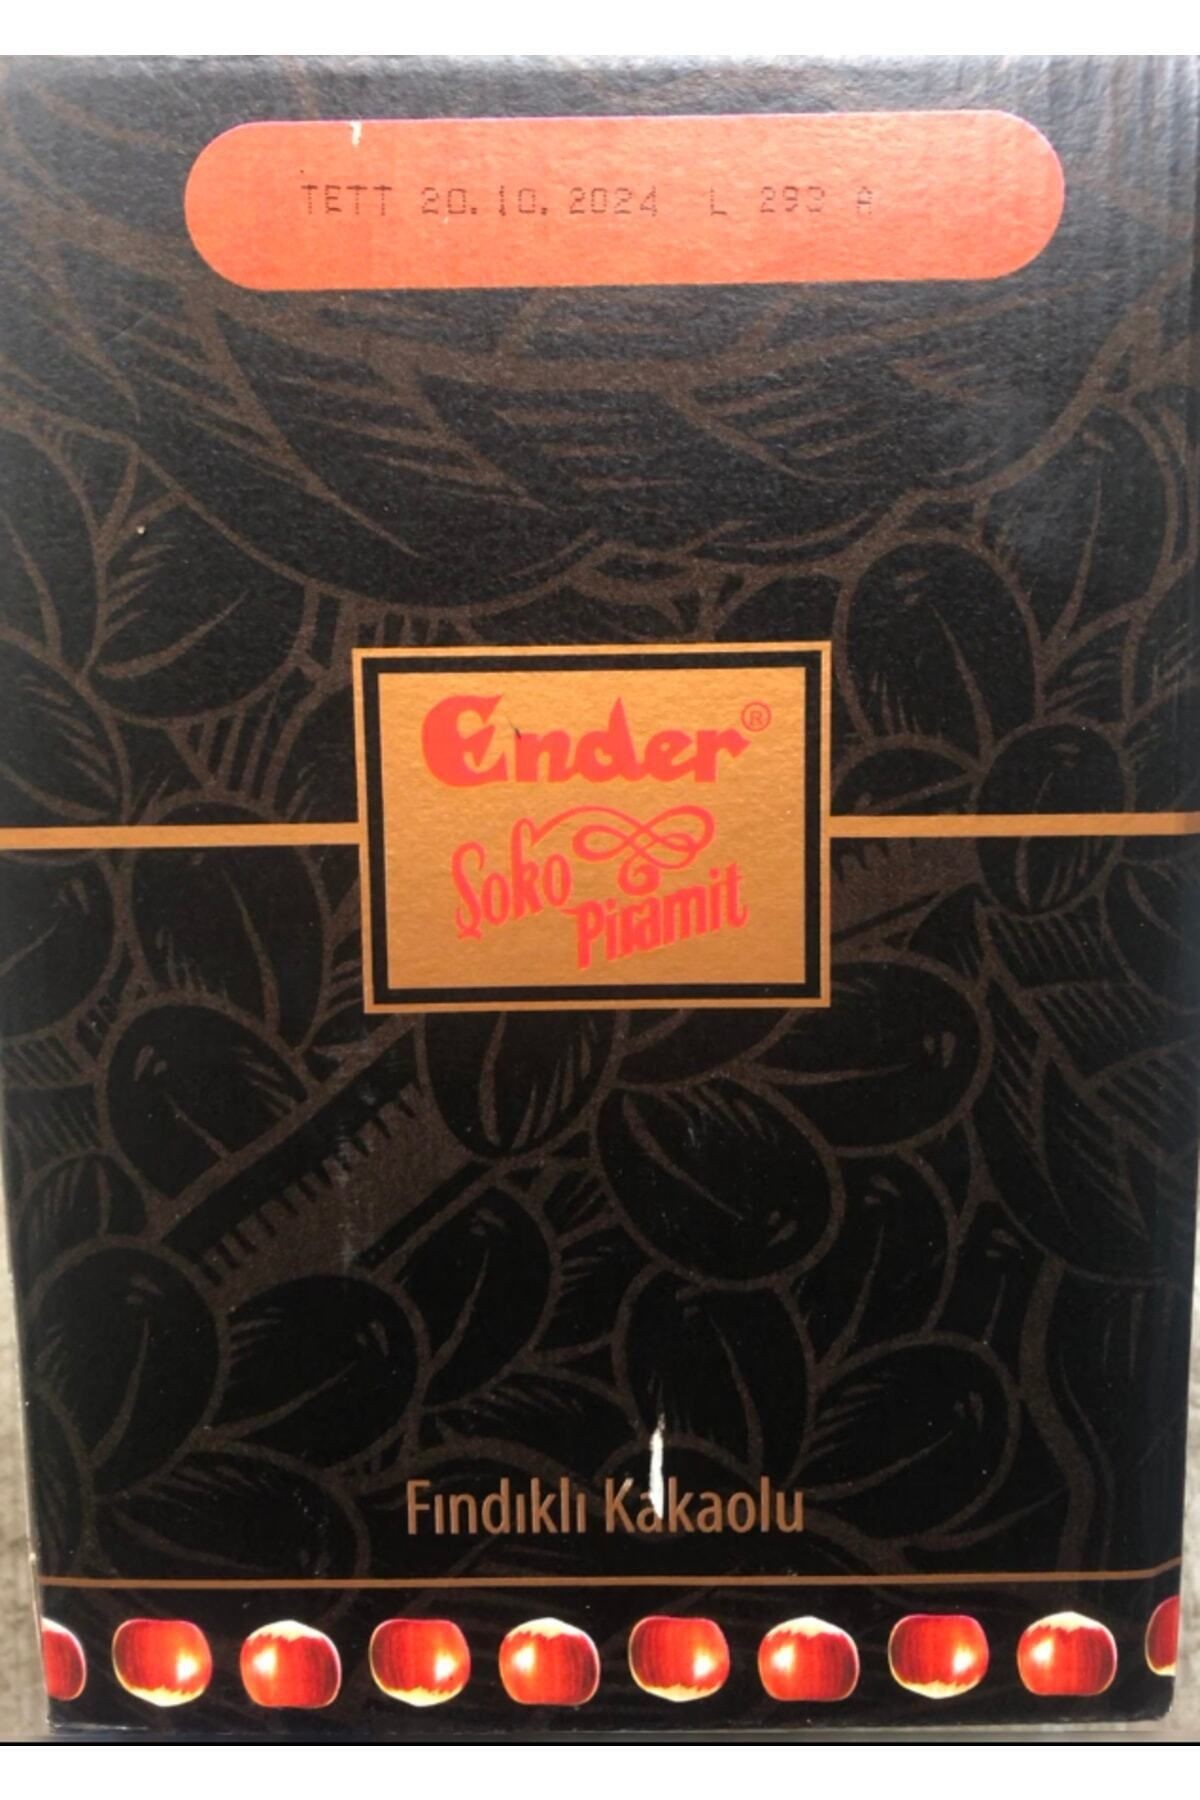 TETT 20.10.2024 L 293 A
Ender®
Şoko
Piramit
Fındıklı Kakaolu